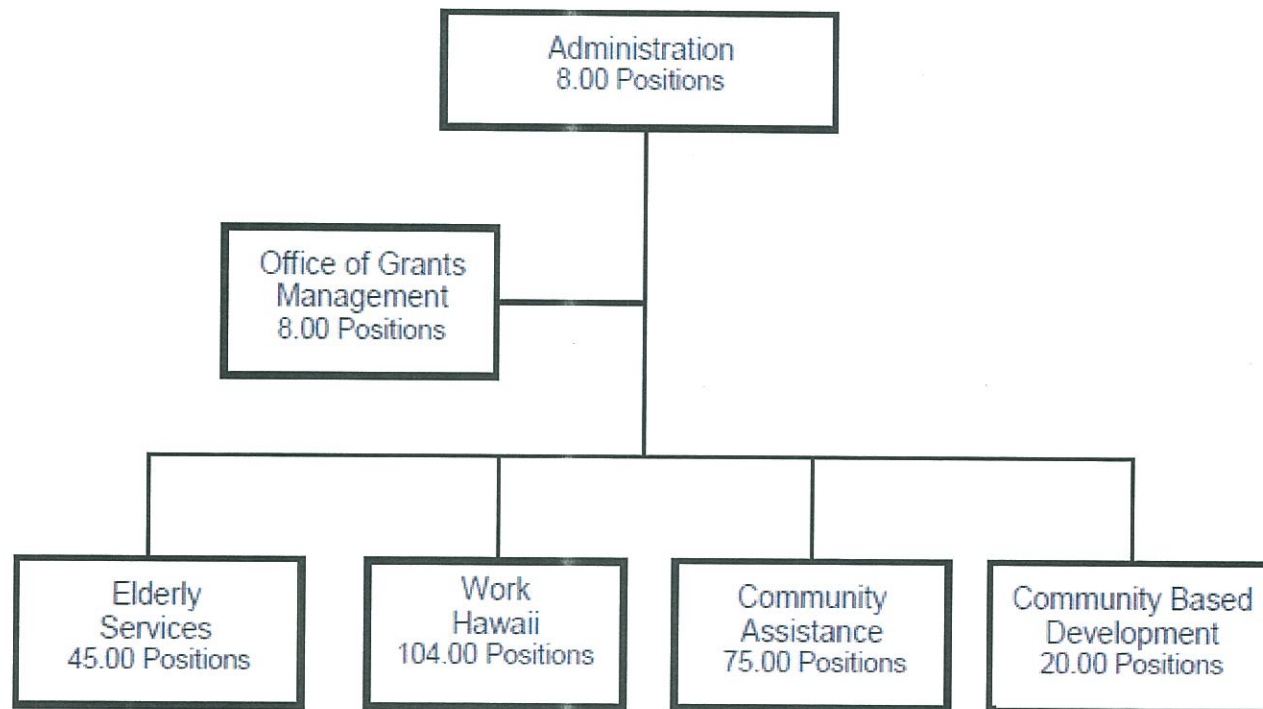 Administration
8.00 Positions
Office of Grants
Management
8.00 Positions
Elderly
Services
45.00 Positions
Work
Hawaii
104.00 Positions
Community
Assistance
75.00 Positions
Community Based
Development
20.00 Positions